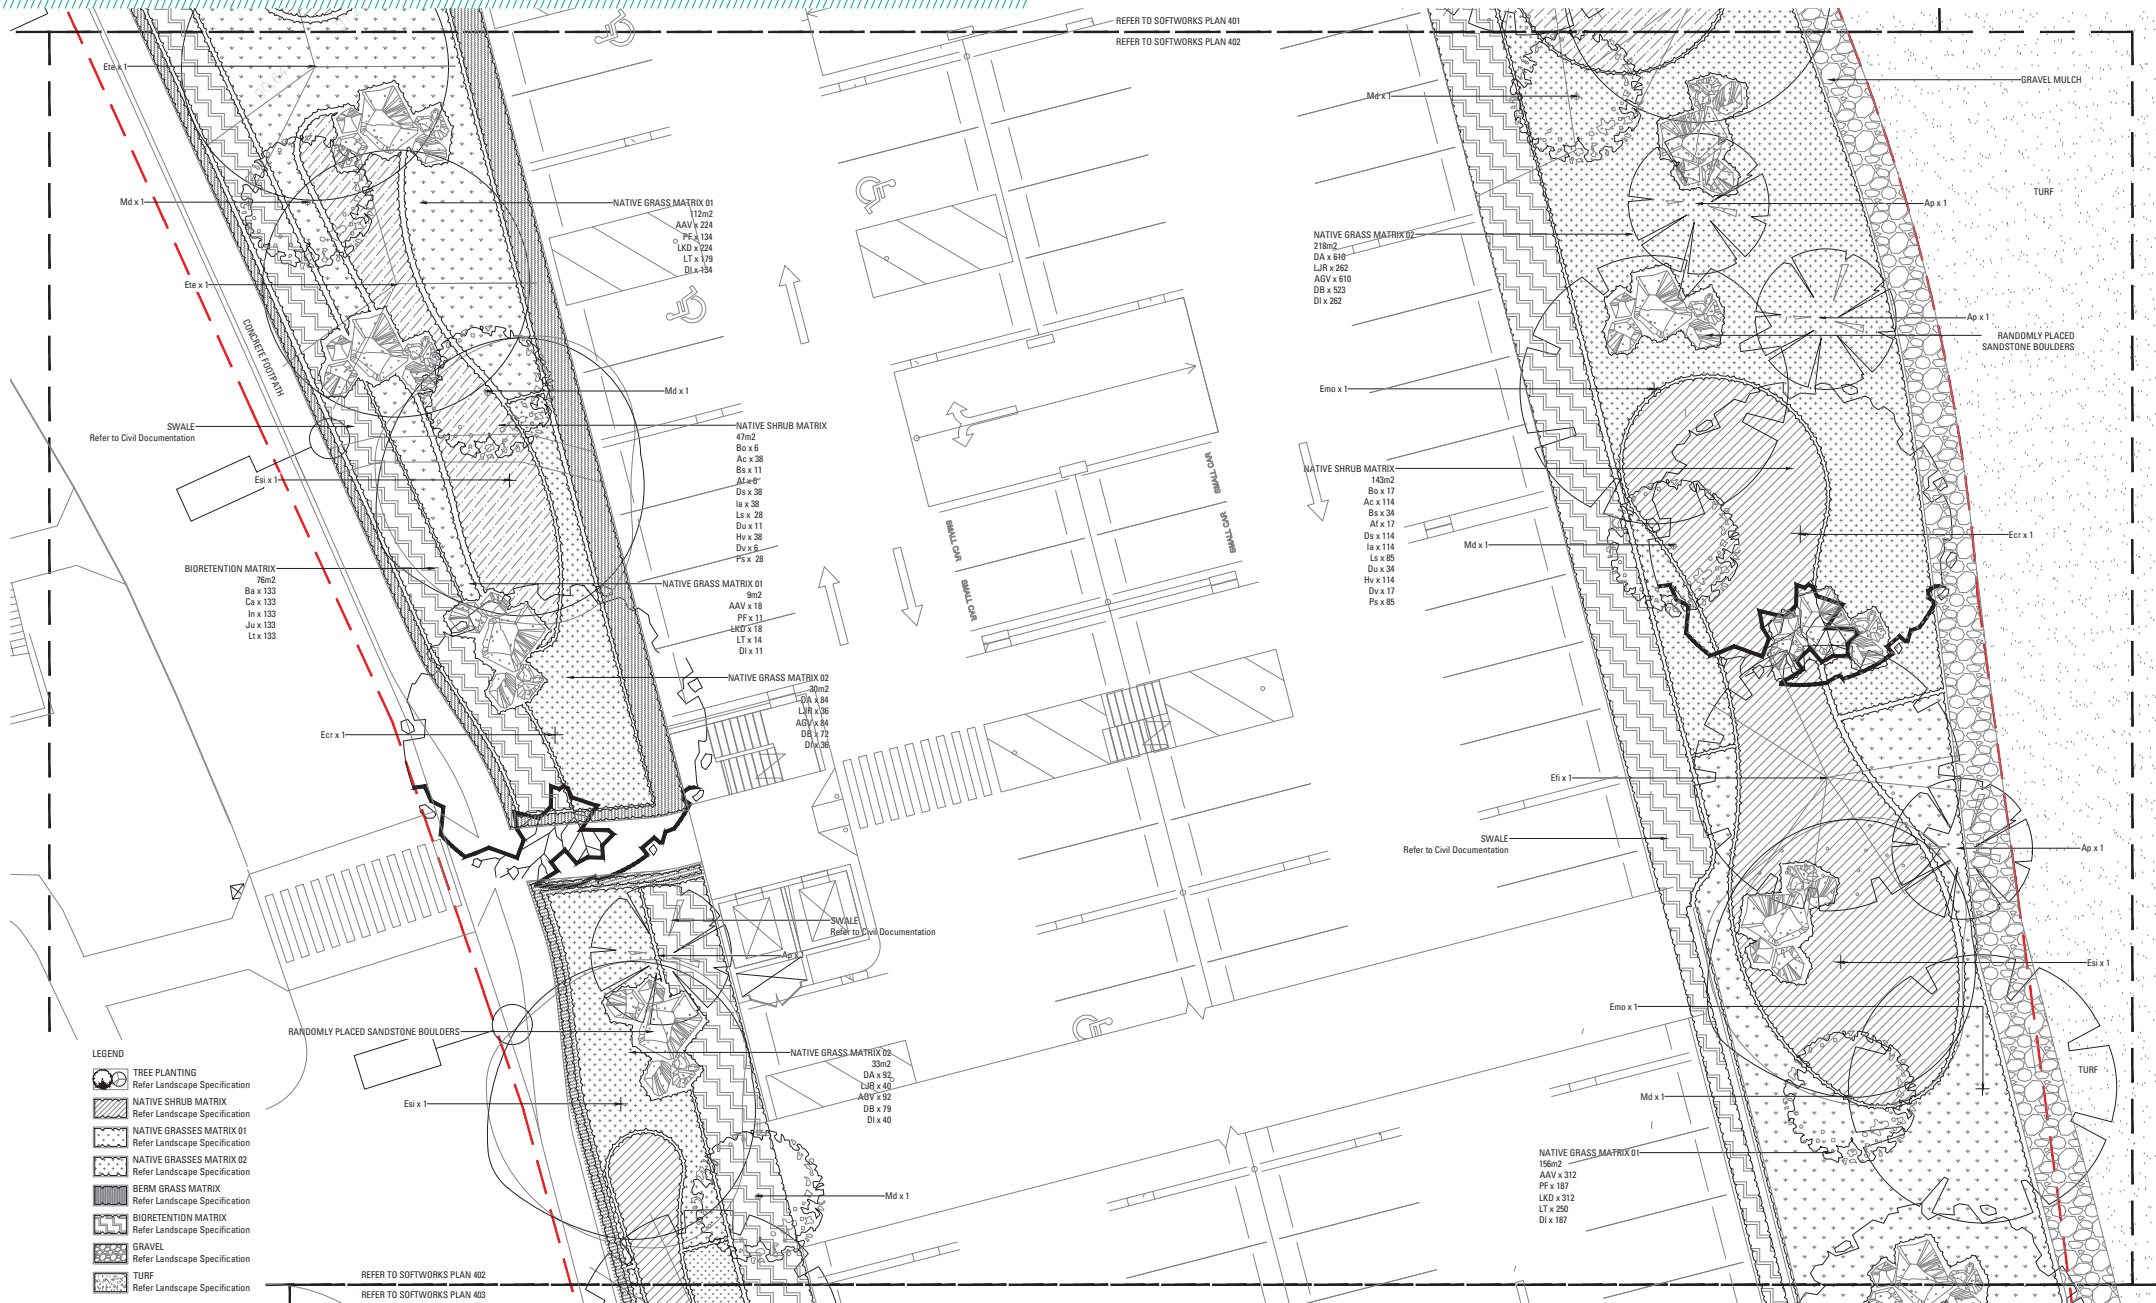 REFER TO SOFTWORKS PLAN 401
REFER TO SOFTWORKS PLAN 402
Ete x 1
Md x 1
Ete x 1
CONCRETE FOOTPATH
SWALE
Refer to Civil Documentation
Esi x 1
BIORETENTION MATRIX
76m2
Ba x 133
Ca x 133
In x 133
Ju x 133
Lt x 133
Ecr x 1
NATIVE GRASS MATRIX 01
112m2
AAV x 224
PF x 134
LKD x 224
LT x 179
DI x 134
Md x 1
NATIVE SHRUB MATRIX
47m2
Bo x 6
Ac x 38
Bs x 11
Af x 6
Ds x 38
Ia x 38
Ls x 28
Du x 11
Hv x 38
Dv x 6
Ps x 28
NATIVE GRASS MATRIX 01
9m2
AAV x 18
PF x 11
LKD x 18
LT x 14
DI x 11
NATIVE GRASS MATRIX 02
30m2
DA x 84
LJR x 36
AGV x 84
DB x 72
DI x 36
SWALE
Refer to Civil Documentation
Ap x 1
RANDOMLY PLACED SANDSTONE BOULDERS
NATIVE GRASS MATRIX 02
33m2
DA x 92
LJR x 40
AGV x 92
DB x 79
DI x 40
Esi x 1
Md x 1
SMALL CAR
SMALL CAR
SMALL CAR
SMALL CAR
Md x 1
GRAVEL MULCH
TURF
Ap x 1
NATIVE GRASS MATRIX 02
218m2
DA x 610
LJR x 262
AGV x 610
DB x 523
DI x 262
Ap x 1
RANDOMLY PLACED
SANDSTONE BOULDERS
Emo x 1
NATIVE SHRUB MATRIX
143m2
Bo x 17
Ac x 114
Bs x 34
Af x 17
Ds x 114
Ia x 114
Ls x 85
Du x 34
Hv x 114
Dv x 17
Ps x 85
Md x 1
Ecr x 1
Efi x 1
SWALE
Refer to Civil Documentation
Ap x 1
Esi x 1
Emo x 1
TURF
Md x 1
NATIVE GRASS MATRIX 01
156m2
AAV x 312
PF x 187
LKD x 312
LT x 250
DI x 187
LEGEND
TREE PLANTING
Refer Landscape Specification
NATIVE SHRUB MATRIX
Refer Landscape Specification
NATIVE GRASSES MATRIX 01
Refer Landscape Specification
NATIVE GRASSES MATRIX 02
Refer Landscape Specification
BERM GRASS MATRIX
Refer Landscape Specification
BIORETENTION MATRIX
Refer Landscape Specification
GRAVEL
Refer Landscape Specification
TURF
Refer Landscape Specification
REFER TO SOFTWORKS PLAN 402
REFER TO SOFTWORKS PLAN 403